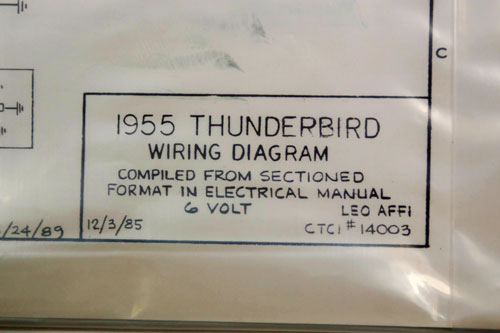 C
1955 THUNDERBIRD
WIRING DIAGRAM
COMPILED FROM SECTIONED
FORMAT IN ELECTRICAL MANUAL
6 VOLT
LEO AFFI
/24/89 12/3/85 CTCI #14003